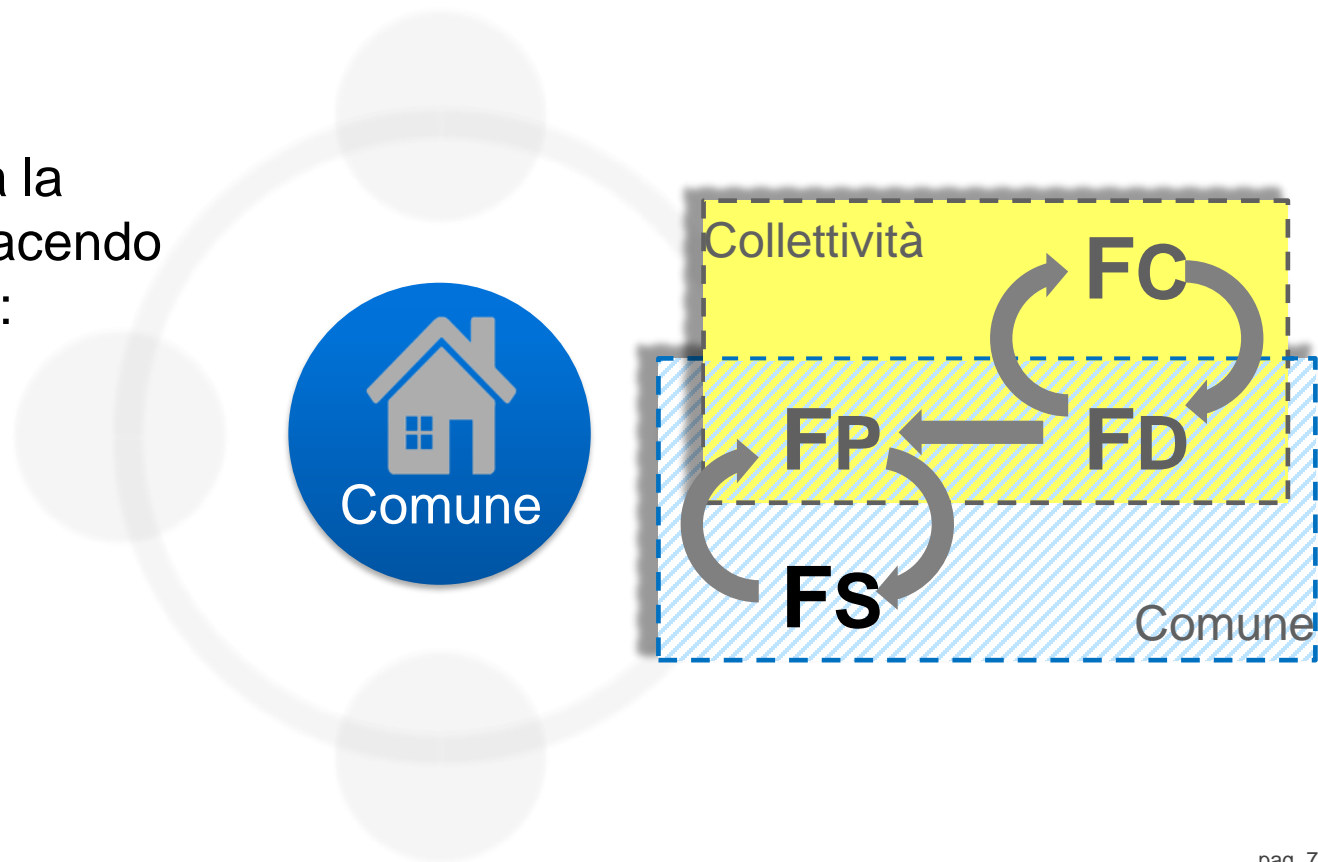 a la
acendo
:
Comune
Collettività
FC
FP
FD
FS
Comune
pag. 7